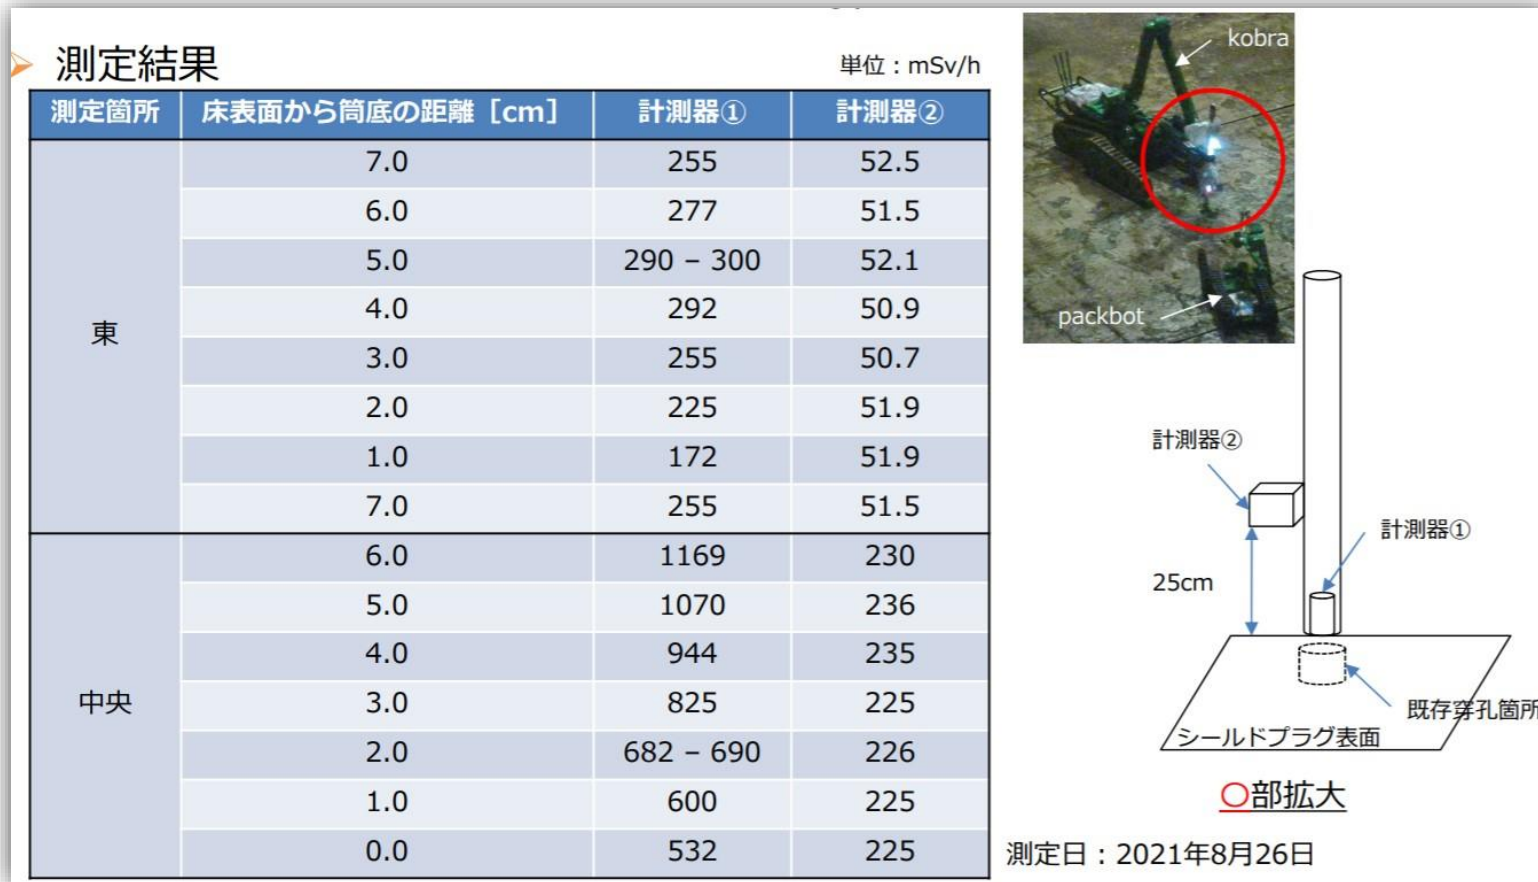 測定結果
単位：mSv/h
測定箇所 床表面から筒底の距離［cm］ 計測器① 計測器②
東
7.0 255 52.5
6.0 277 51.5
5.0 290 – 300 52.1
4.0 292 50.9
3.0 255 50.7
2.0 225 51.9
1.0 172 51.9
7.0 255 51.5
中央
6.0 1169 230
5.0 1070 236
4.0 944 235
3.0 825 225
2.0 682 – 690 226
1.0 600 225
0.0 532 225
kobra
packbot
計測器②
計測器①
25cm
既存穿孔箇所
シールドプラグ表面
〇部拡大
測定日：2021年8月26日